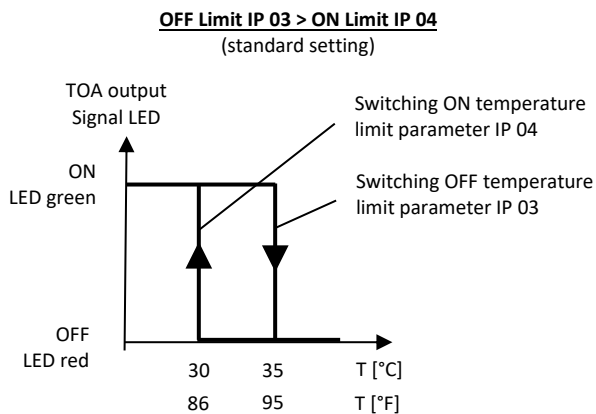 OFF Limit IP 03 > ON Limit IP 04
(standard setting)
TOA output
Signal LED
Switching ON temperature
limit parameter IP 04
ON
LED green
Switching OFF temperature
limit parameter IP 03
OFF
LED red
30 35 T [°C]
86 95 T [°F]